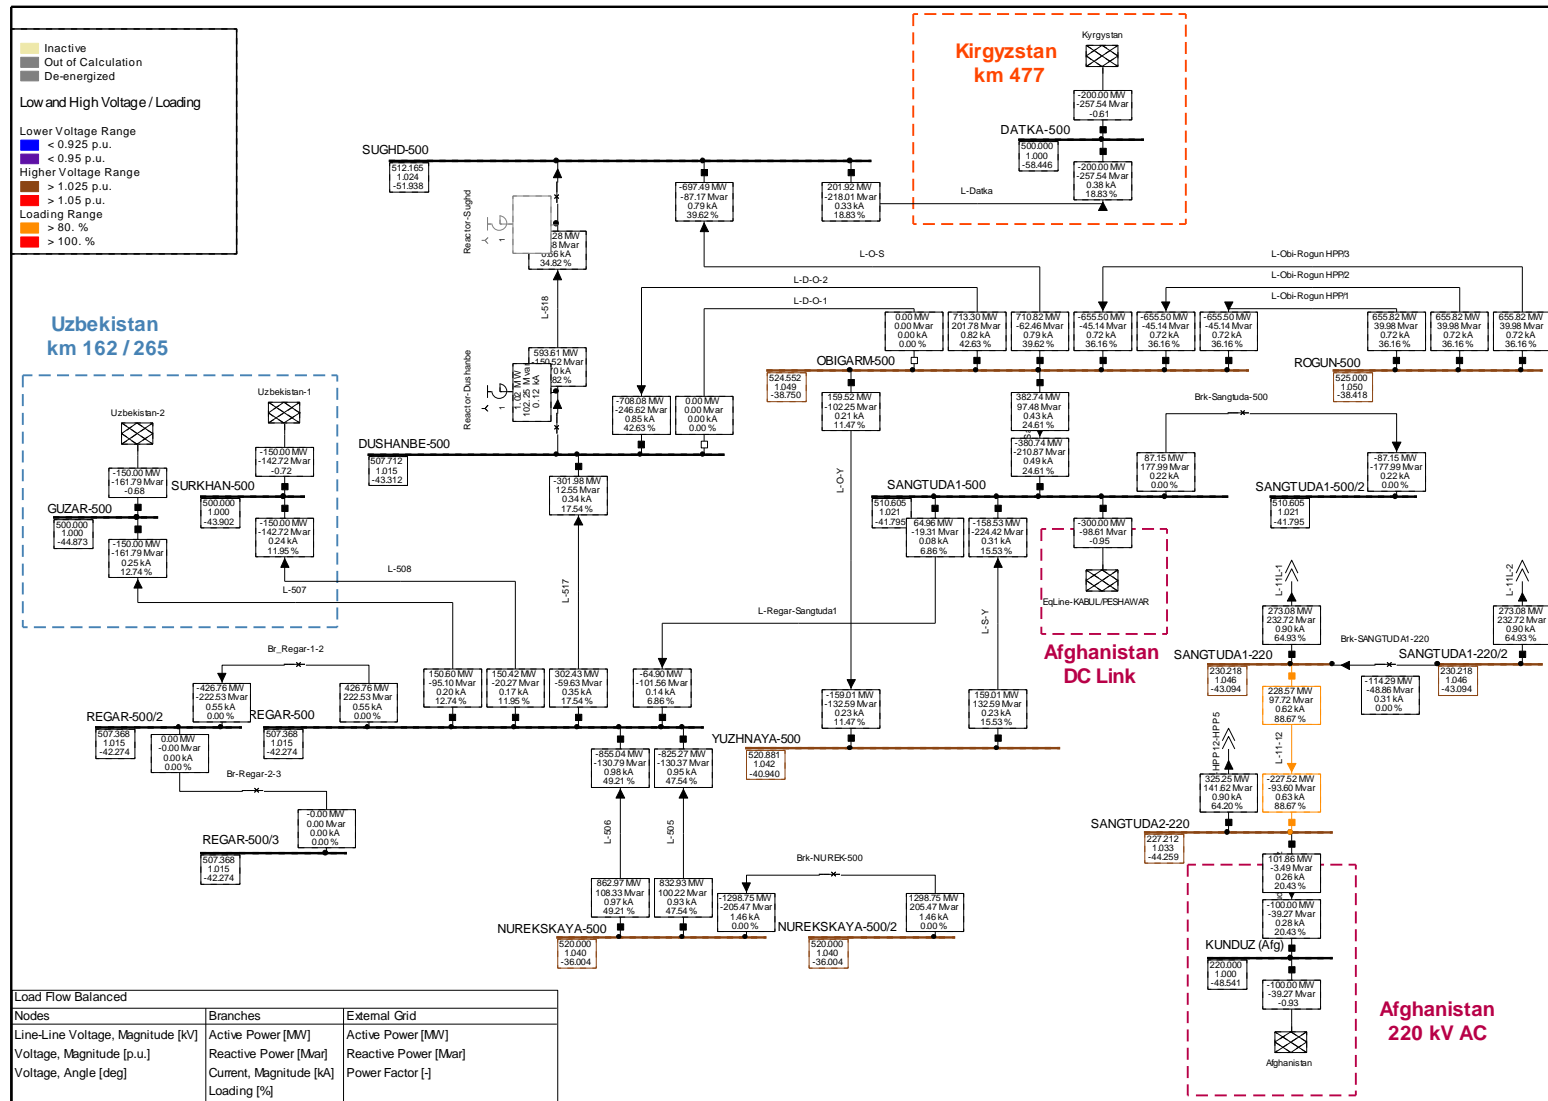 Inactive
Out of Calculation
De-energized
Low and High Voltage / Loading
Lower Voltage Range
< 0.925 p.u.
< 0.95 p.u.
Higher Voltage Range
> 1.025 p.u.
> 1.05 p.u.
Loading Range
> 80. %
> 100. %
Kirgyzstan
km 477
Kyrgystan
-200.00 MW
-257.54 Mvar
-0.61
DATKA-500
500.000
1.000
-58.446
-200.00 MW
-257.54 Mvar
0.38 kA
18.83 %
L-Datka
SUGHD-500
512.165
1.024
-51.938
-697.49 MW
-87.17 Mvar
0.79 kA
39.62 %
201.92 MW
-218.01 Mvar
0.33 kA
18.83 %
Reactor-Sughd
1
34.82 %
L-518
L-O-S
L-D-O-2
L-D-O-1
L-Obi-Rogun HPP/3
L-Obi-Rogun HPP/2
L-Obi-Rogun HPP/1
Uzbekistan
km 162 / 265
Uzbekistan-2
Uzbekistan-1
-150.00 MW
-161.79 Mvar
-0.68
-150.00 MW
-142.72 Mvar
-0.72
GUZAR-500
500.000
1.000
-44.873
SURKHAN-500
500.000
1.000
-43.902
-150.00 MW
-161.79 Mvar
0.25 kA
12.74 %
-150.00 MW
-142.72 Mvar
0.24 kA
11.95 %
L-508
L-507
Reactor-Dushanbe
1
593.61 MW
1.02 MW
102.25 Mvar
0.12 kA
DUSHANBE-500
507.712
1.015
-43.312
-708.08 MW
-246.62 Mvar
0.85 kA
42.63 %
0.00 MW
0.00 Mvar
0.00 kA
0.00 %
-301.98 MW
12.55 Mvar
0.34 kA
17.54 %
L-517
0.00 MW
0.00 Mvar
0.00 kA
0.00 %
713.30 MW
201.78 Mvar
0.82 kA
42.63 %
710.82 MW
-62.46 Mvar
0.79 kA
39.62 %
-655.50 MW
-45.14 Mvar
0.72 kA
36.16 %
-655.50 MW
-45.14 Mvar
0.72 kA
36.16 %
-655.50 MW
-45.14 Mvar
0.72 kA
36.16 %
655.82 MW
39.98 Mvar
0.72 kA
36.16 %
655.82 MW
39.98 Mvar
0.72 kA
36.16 %
655.82 MW
39.98 Mvar
0.72 kA
36.16 %
OBIGARM-500
524.552
1.049
-38.750
ROGUN-500
525.000
1.050
-38.418
159.52 MW
-102.25 Mvar
0.21 kA
11.47 %
L-O-Y
382.74 MW
97.48 Mvar
0.43 kA
24.61 %
-380.74 MW
-210.87 Mvar
0.49 kA
24.61 %
Brk-Sangtuda-500
87.15 MW
177.99 Mvar
0.22 kA
0.00 %
-87.15 MW
-177.99 Mvar
0.22 kA
0.00 %
SANGTUDA1-500
510.605
1.021
-41.795
SANGTUDA1-500/2
510.605
1.021
-41.795
64.96 MW
-19.31 Mvar
0.08 kA
6.86 %
-158.53 MW
-224.42 Mvar
0.31 kA
15.53 %
-300.00 MW
-98.61 Mvar
-0.95
EqLine-KABUL/PESHAWAR
Afghanistan
DC Link
L-Regar-Sangtuda1
L-S-Y
L-11L-1
L-11L-2
273.08 MW
232.72 Mvar
0.90 kA
64.93 %
273.08 MW
232.72 Mvar
0.90 kA
64.93 %
Brk-SANGTUDA1-220
SANGTUDA1-220
230.218
1.046
-43.094
SANGTUDA1-220/2
230.218
1.046
-43.094
-114.29 MW
-48.86 Mvar
0.31 kA
0.00 %
228.57 MW
97.72 Mvar
0.62 kA
88.67 %
L-11-12
-227.52 MW
-93.60 Mvar
0.63 kA
88.67 %
HPP12-HPP5
325.25 MW
141.62 Mvar
0.90 kA
64.20 %
SANGTUDA2-220
227.212
1.033
-44.259
101.86 MW
-3.49 Mvar
0.26 kA
20.43 %
-100.00 MW
-39.27 Mvar
0.28 kA
20.43 %
KUNDUZ (Afg)
220.000
1.000
-48.541
-100.00 MW
-39.27 Mvar
-0.93
Afghanistan
Afghanistan
220 kV AC
Br_Regar-1-2
-426.76 MW
-222.53 Mvar
0.55 kA
0.00 %
426.76 MW
222.53 Mvar
0.55 kA
0.00 %
150.60 MW
-95.10 Mvar
0.20 kA
12.74 %
150.42 MW
-20.27 Mvar
0.17 kA
11.95 %
302.43 MW
-59.63 Mvar
0.35 kA
17.54 %
-64.90 MW
-101.56 Mvar
0.14 kA
6.86 %
REGAR-500/2
507.368
1.015
-42.274
REGAR-500
507.368
1.015
-42.274
0.00 MW
-0.00 Mvar
0.00 kA
0.00 %
Br-Regar-2-3
-0.00 MW
0.00 Mvar
0.00 kA
0.00 %
REGAR-500/3
507.368
1.015
-42.274
-159.01 MW
-132.59 Mvar
0.23 kA
11.47 %
159.01 MW
132.59 Mvar
0.23 kA
15.53 %
YUZHNAYA-500
520.881
1.042
-40.940
-855.04 MW
-130.79 Mvar
0.98 kA
49.21 %
-825.27 MW
-130.37 Mvar
0.95 kA
47.54 %
L-506
L-505
862.97 MW
108.33 Mvar
0.97 kA
49.21 %
832.93 MW
100.22 Mvar
0.93 kA
47.54 %
Brk-NUREK-500
-1298.75 MW
-205.47 Mvar
1.46 kA
0.00 %
1298.75 MW
205.47 Mvar
1.46 kA
0.00 %
NUREKSKAYA-500
520.000
1.040
-36.004
NUREKSKAYA-500/2
520.000
1.040
-36.004
Load Flow Balanced
Nodes Branches External Grid
Line-Line Voltage, Magnitude [kV] Active Power [MW] Active Power [MW]
Voltage, Magnitude [p.u.] Reactive Power [Mvar] Reactive Power [Mvar]
Voltage, Angle [deg] Current, Magnitude [kA] Power Factor [-]
Loading [%]